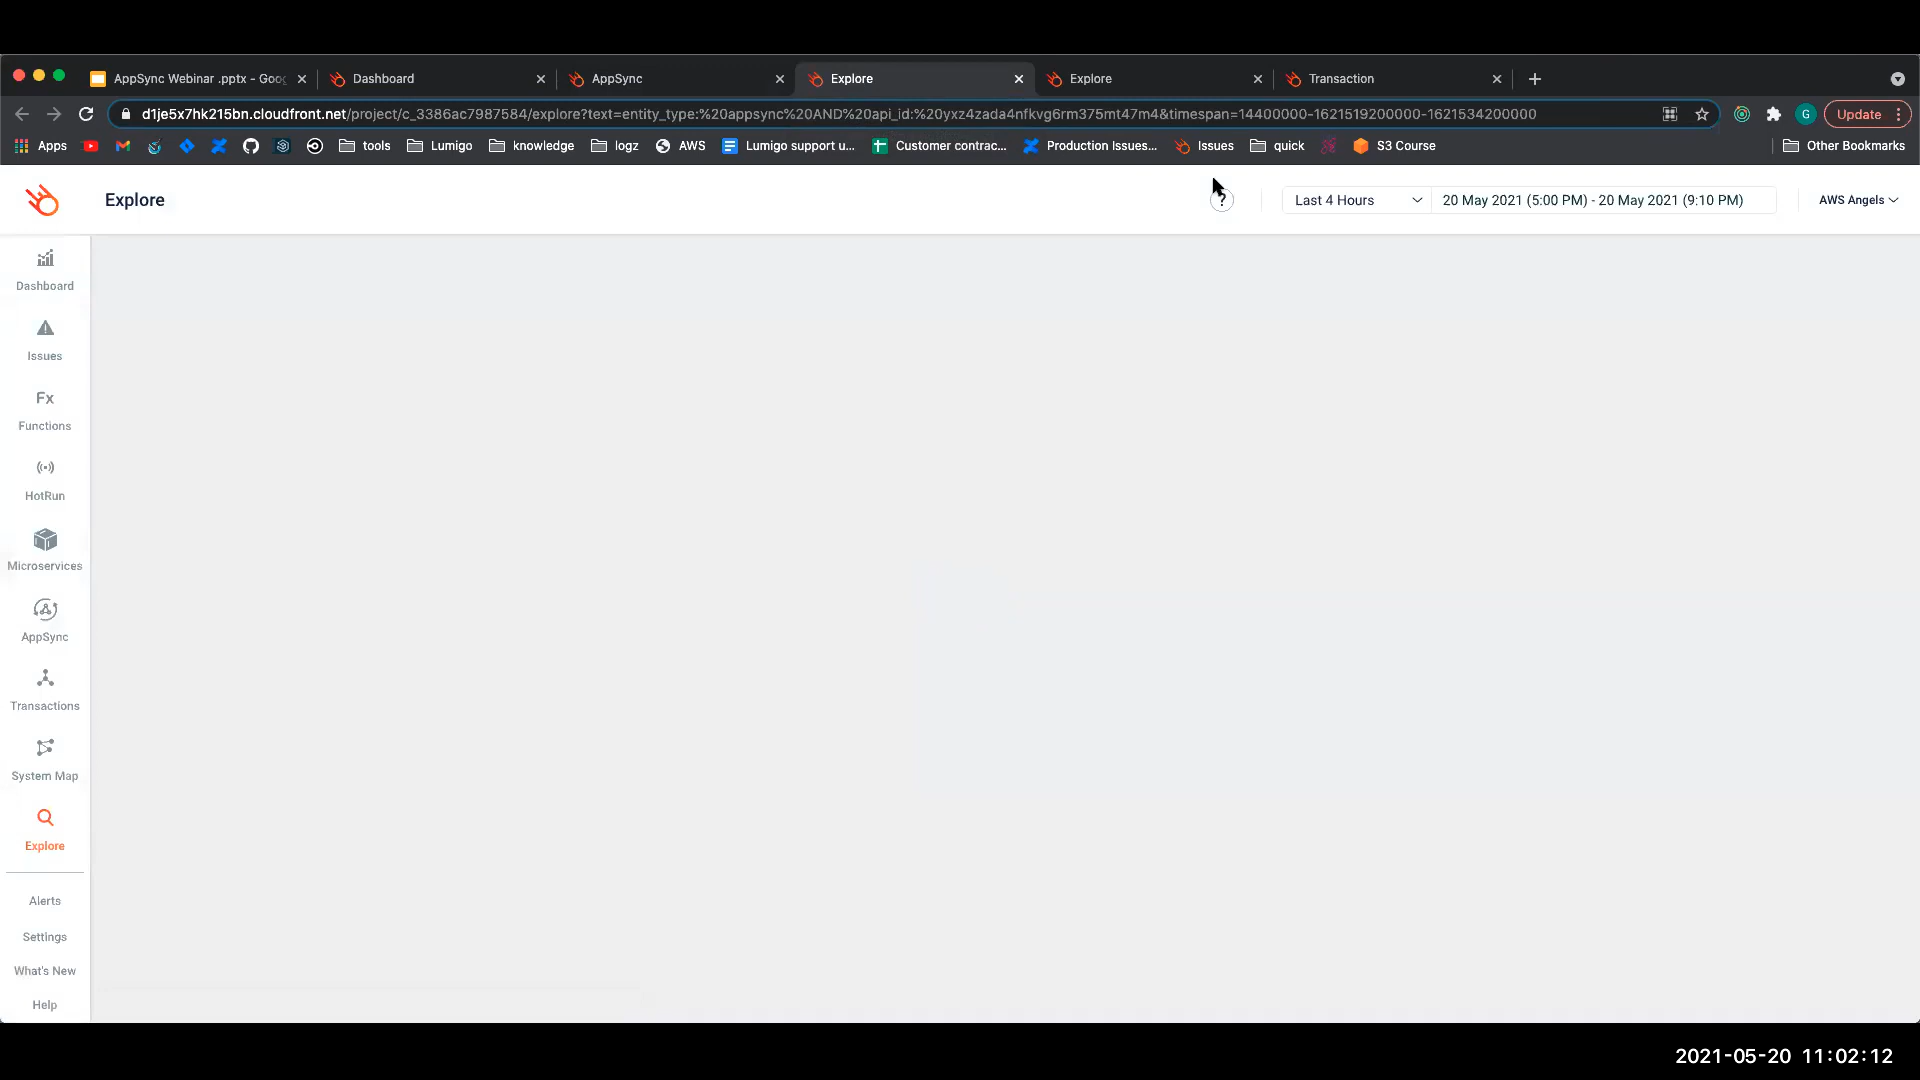 AppSync Webinar .pptx - Goo
Dashboard
AppSync
Explore
Explore
Transaction
d1je5x7hk215bn.cloudfront.net/project/c_3386ac7987584/explore?text=entity_type:%20appsync%20AND%20api_id:%20yxz4zada4nfkvg6rm375mt47m4&timespan=14400000-1621519200000-1621534200000
G
Update
Apps
tools
Lumigo
knowledge
logz
AWS
Lumigo support u...
Customer contrac...
Production Issues...
Issues
quick
S3 Course
Other Bookmarks
Explore
?
Last 4 Hours
20 May 2021 (5:00 PM) - 20 May 2021 (9:10 PM)
AWS Angels
Dashboard
Issues
Fx
Functions
HotRun
Microservices
AppSync
Transactions
System Map
Explore
Alerts
Settings
What's New
Help
2021-05-20 11:02:12